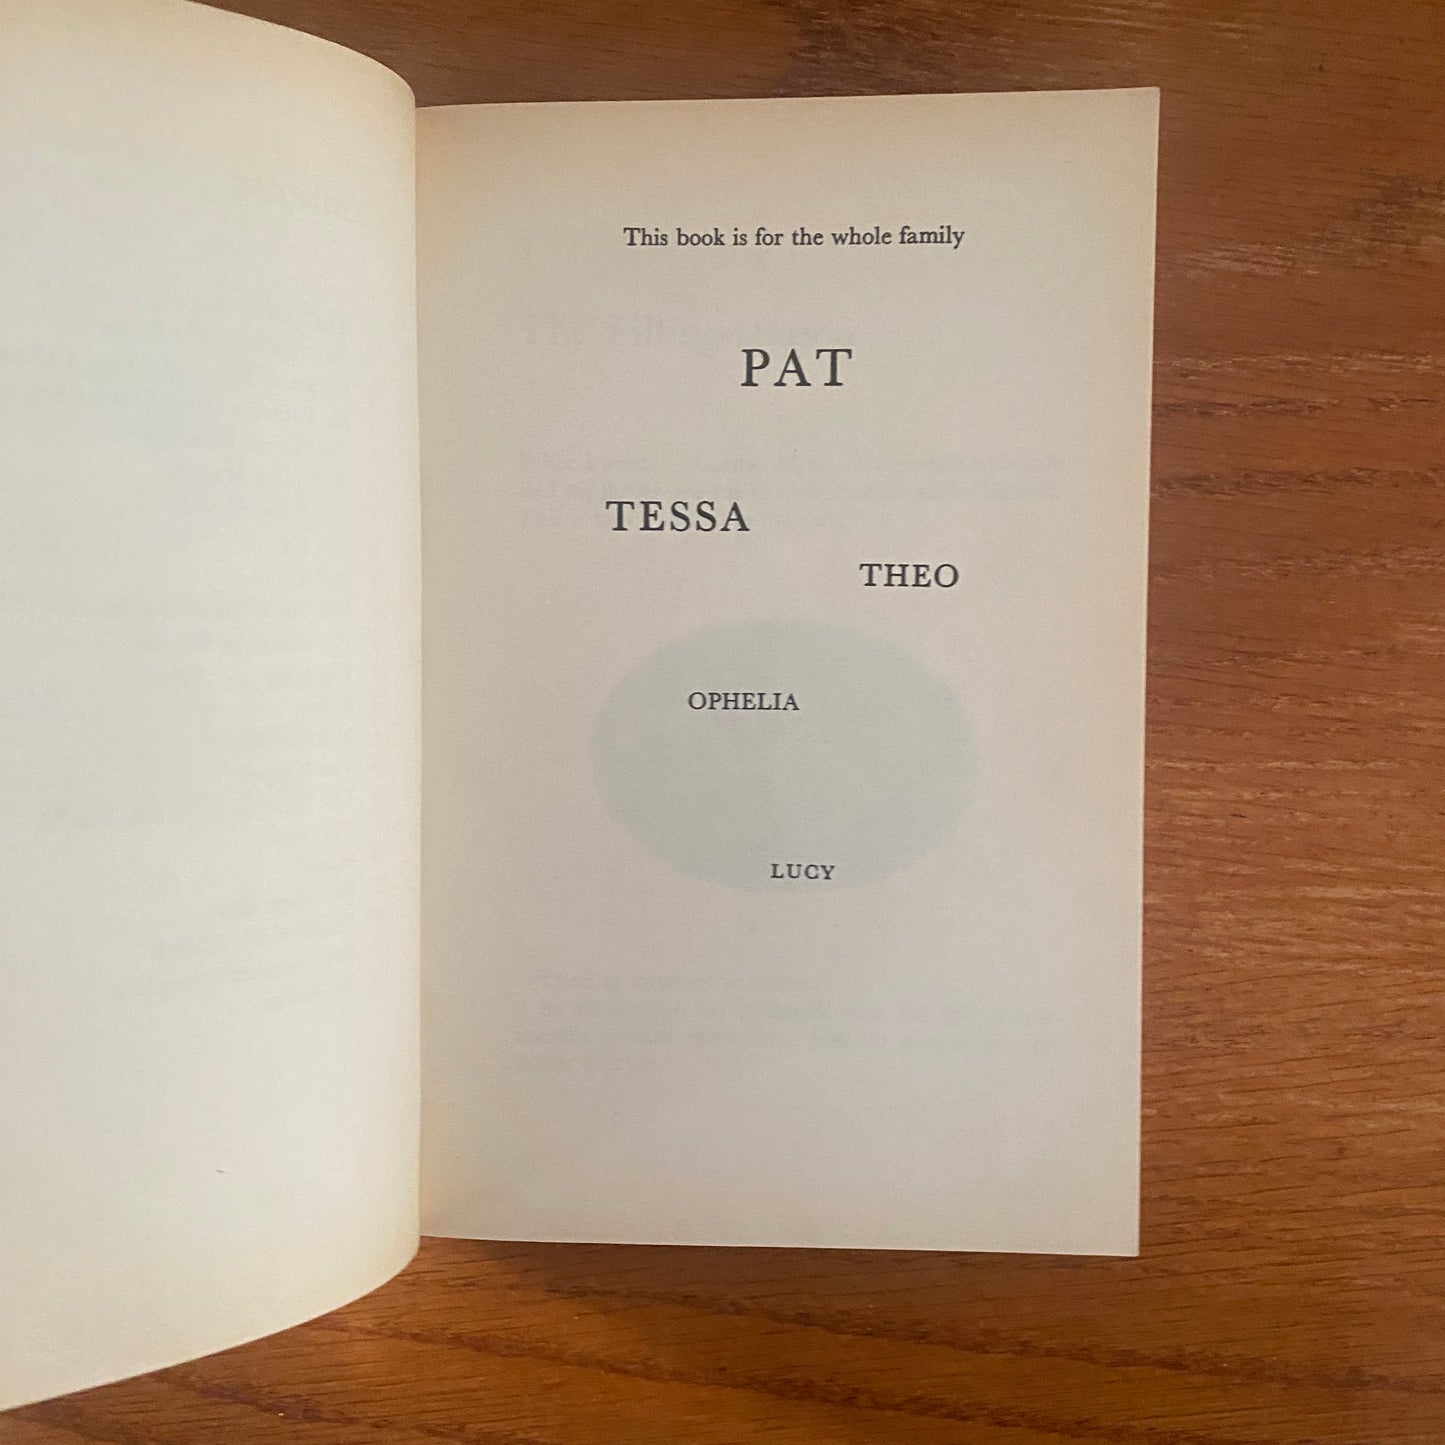 This book is for the whole family
PAT
TESSA
THEO
OPHELIA
LUCY